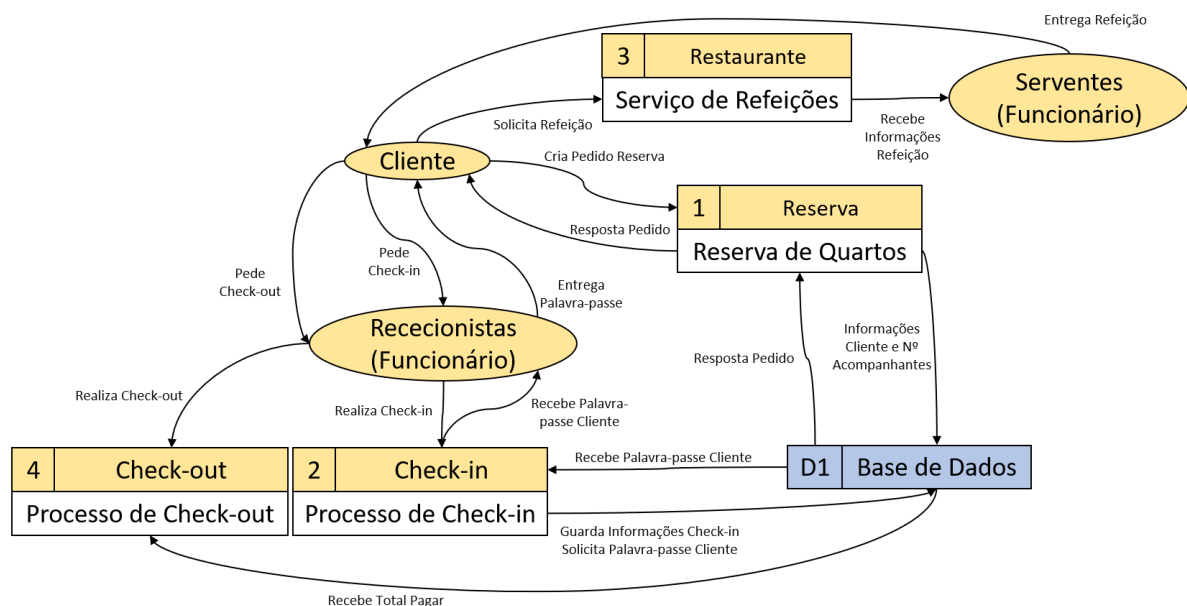 Entrega Refeição
3 Restaurante
Serviço de Refeições
Serventes
(Funcionário)
Solicita Refeição
Recebe
Informações
Refeição
Cliente
Cria Pedido Reserva
1 Reserva
Reserva de Quartos
Resposta Pedido
Pede
Check-out
Pede
Check-in
Entrega
Palavra-passe
Rececionistas
(Funcionário)
Resposta Pedido
Informações
Cliente e Nº
Acompanhantes
Realiza Check-out
Realiza Check-in
Recebe Palavra-
passe Cliente
4 Check-out
Processo de Check-out
2 Check-in
Processo de Check-in
Recebe Palavra-passe Cliente
D1 Base de Dados
Guarda Informações Check-in
Solicita Palavra-passe Cliente
Recebe Total Pagar